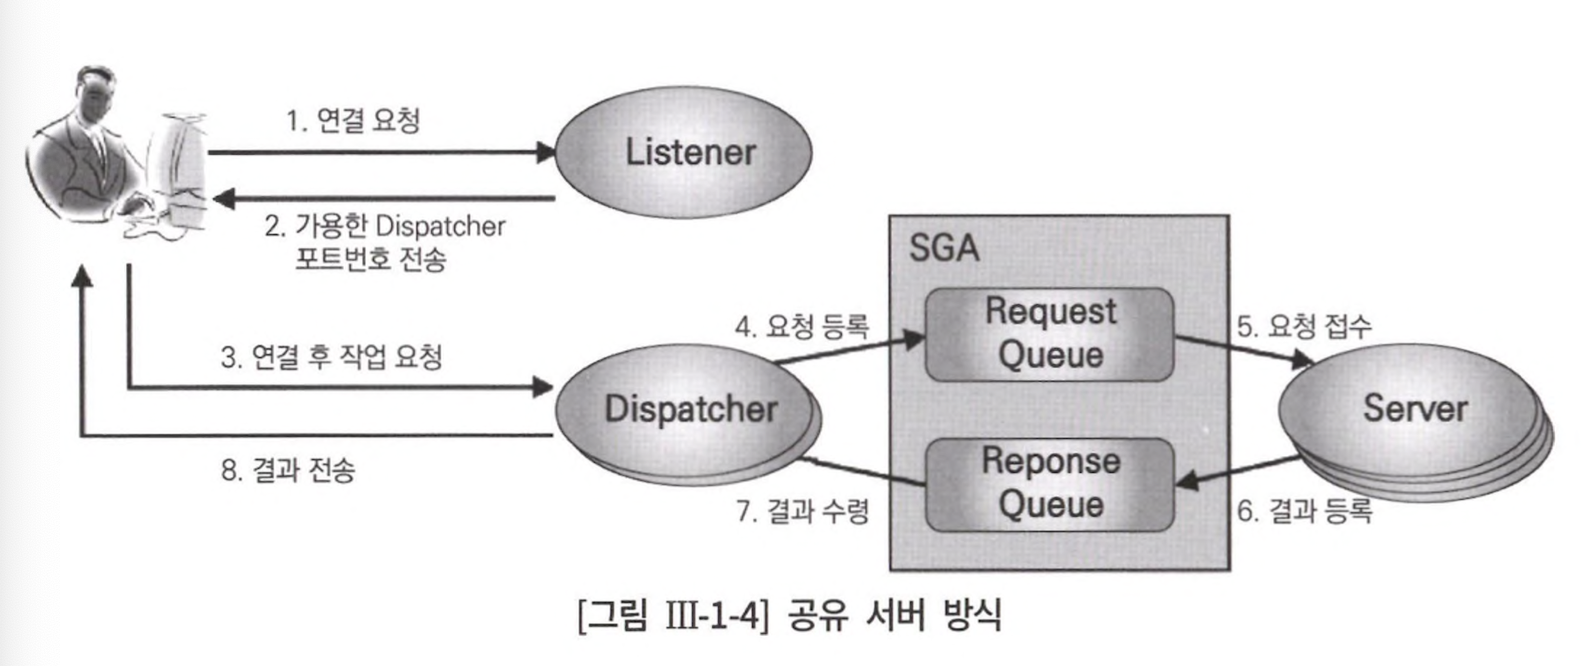 1. 연결 요청
Listener
2. 가용한 Dispatcher
포트번호 전송
SGA
Request
Queue
4. 요청 등록
5. 요청 접수
3. 연결 후 작업 요청
Dispatcher
Server
8. 결과 전송
Reponse
Queue
7. 결과 수령
6. 결과 등록
[그림 Ⅲ-1-4] 공유 서버 방식